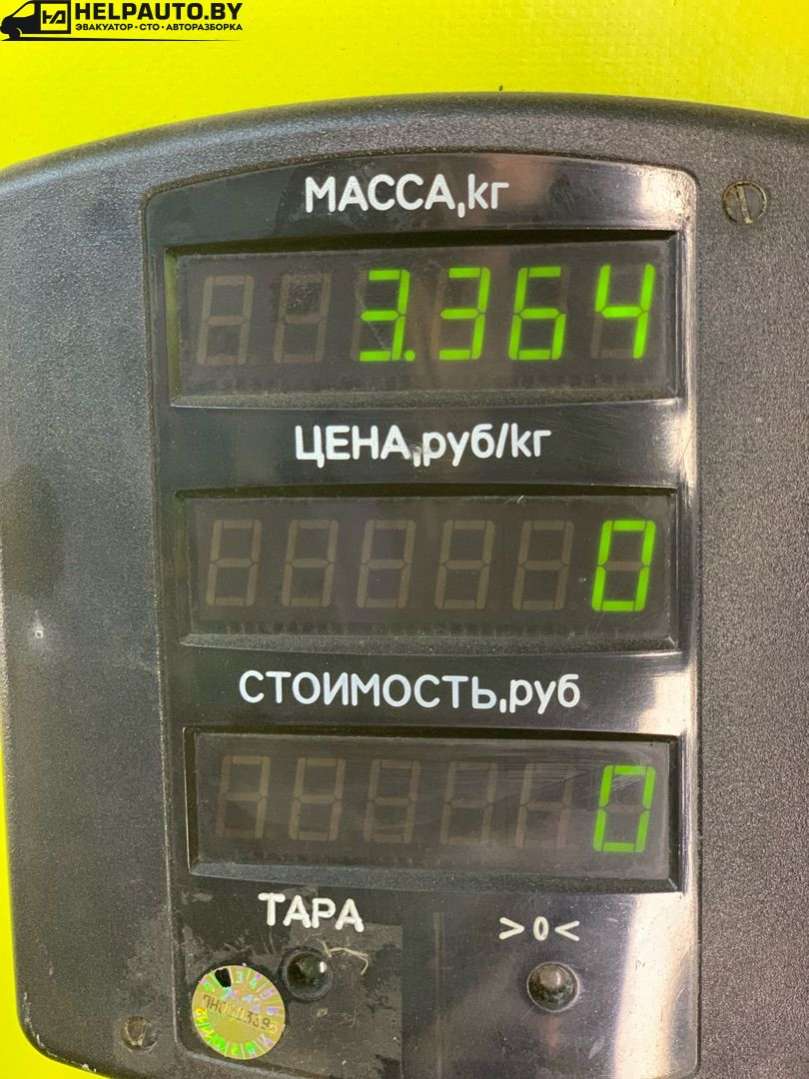 HELPAUTO.BY
ЭВАКУАТОР • СТО • АВТОРАЗБОРКА
МАССА,кг
3.364
ЦЕНА,руб/кг
0
СТОИМОСТЬ,руб
0
ТАРА
>0<